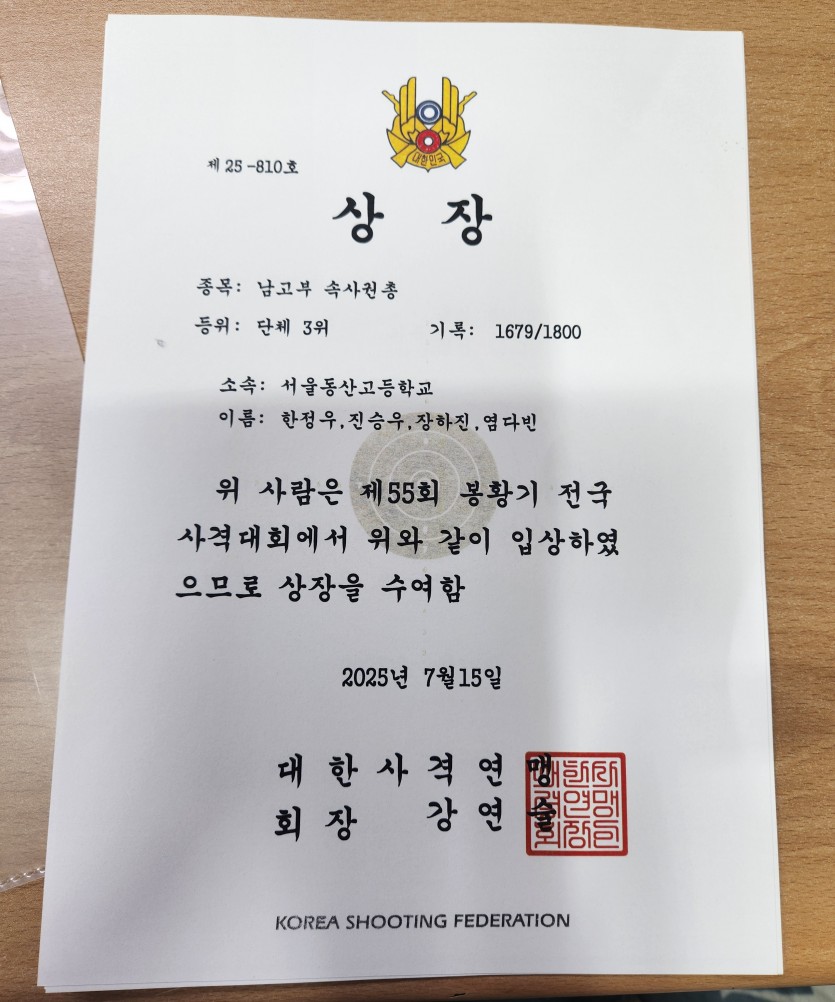 대한민국
제 25-810호
상 장
종목: 남고부 속사권총
등위: 단체 3위 기록: 1679/1800
소속: 서울동산고등학교
이름: 한정우,진승우,장하진,염다빈
위 사람은 제55회 봉황기 전국
사격대회에서 위와 같이 입상하였
으므로 상장을 수여함
2025년 7월15일
대한사격연맹
회장 강연술
KOREA SHOOTING FEDERATION